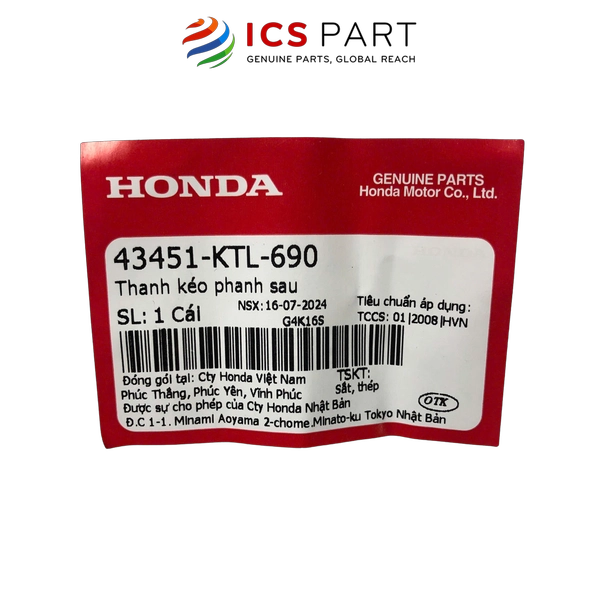 ICS PART
GENUINE PARTS, GLOBAL REACH
HONDA
GENUINE PARTS
Honda Motor Co., Ltd.
43451-KTL-690
Thanh kéo phanh sau
SL: 1 Cái
NSX: 16-07-2024
G4K16S
Tiêu chuẩn áp dụng :
TCCS: 01|2008|HVN
Đóng gói tại: Cty Honda Việt Nam
Phúc Thắng, Phúc Yên, Vĩnh Phúc
Được sự cho phép của Cty Honda Nhật Bản
Đ.C 1-1. Minami Aoyama 2-chome.Minato-ku Tokyo Nhật Bản
TSKT:
Sắt, thép
OTK